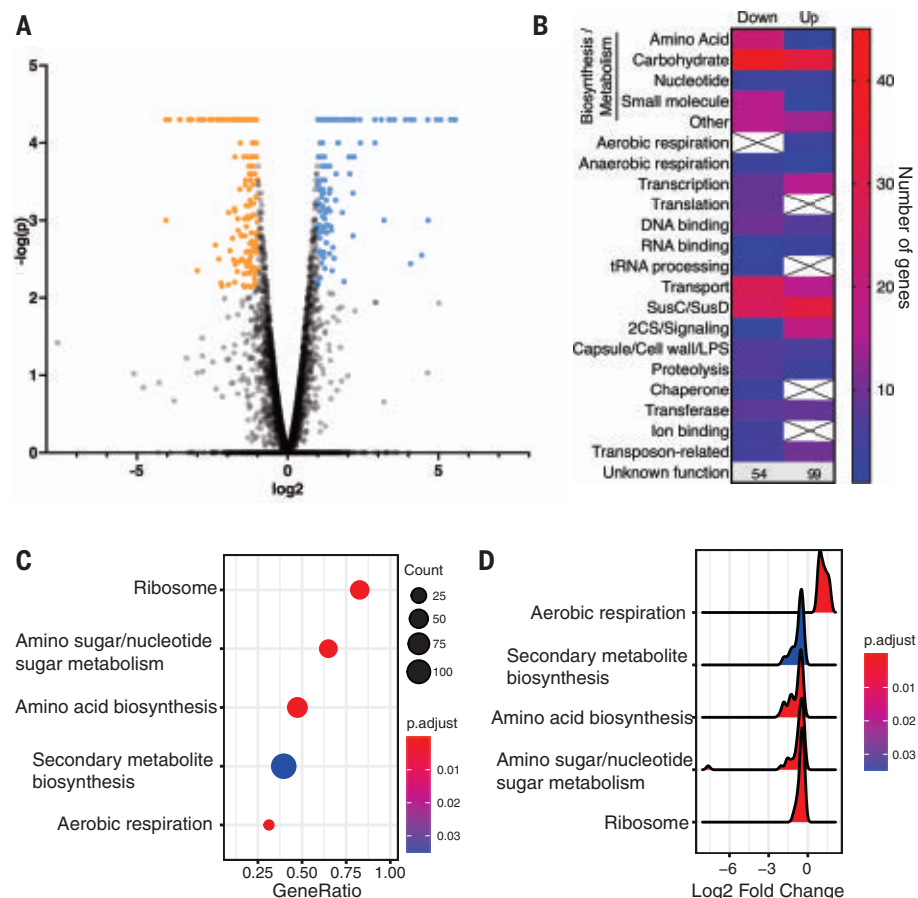 A
5
4
3
2
1
0
-log(p)
-5
0
5
log2
B
Down
Up
Biosynthesis /
Metabolism
Amino Acid
Carbohydrate
Nucleotide
Small molecule
Other
Aerobic respiration
Anaerobic respiration
Transcription
Translation
DNA binding
RNA binding
tRNA processing
Transport
SusC/SusD
2CS/Signaling
Capsule/Cell wall/LPS
Proteolysis
Chaperone
Transferase
Ion binding
Transposon-related
Unknown function
54
99
40
30
20
10
Number of genes
C
Ribosome
Amino sugar/nucleotide
sugar metabolism
Amino acid biosynthesis
Secondary metabolite
biosynthesis
Aerobic respiration
0.25
0.50
0.75
1.00
GeneRatio
Count
25
50
75
100
p.adjust
0.01
0.02
0.03
D
Aerobic respiration
Secondary metabolite
biosynthesis
Amino acid biosynthesis
Amino sugar/nucleotide
sugar metabolism
Ribosome
−6
−3
0
Log2 Fold Change
p.adjust
0.01
0.02
0.03